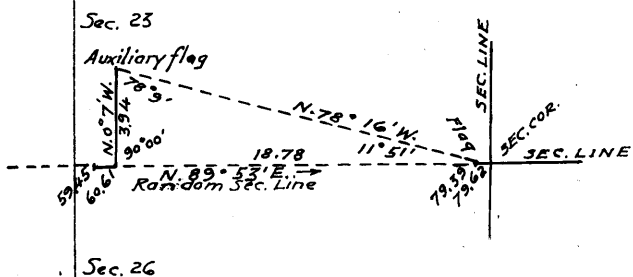 Sec. 23
Auxiliary flag
78°9'
N.0°7'W.
3.94
90°00'
N.78° 16'W.
11°51'
Flag
SEC. LINE
SEC. COR.
SEC. LINE
18.78
N. 89° 53' E.
Random Sec. Line
59.45
60.61
79.39
79.62
Sec. 26